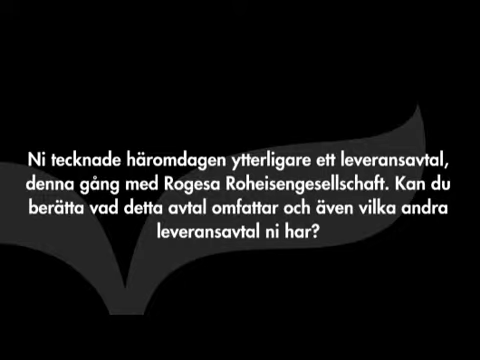 Ni tecknade häromdagen ytterligare ett leveransavtal,
denna gång med Rogesa Roheisengesellschaft. Kan du
berätta vad detta avtal omfattar och även vilka andra
leveransavtal ni har?